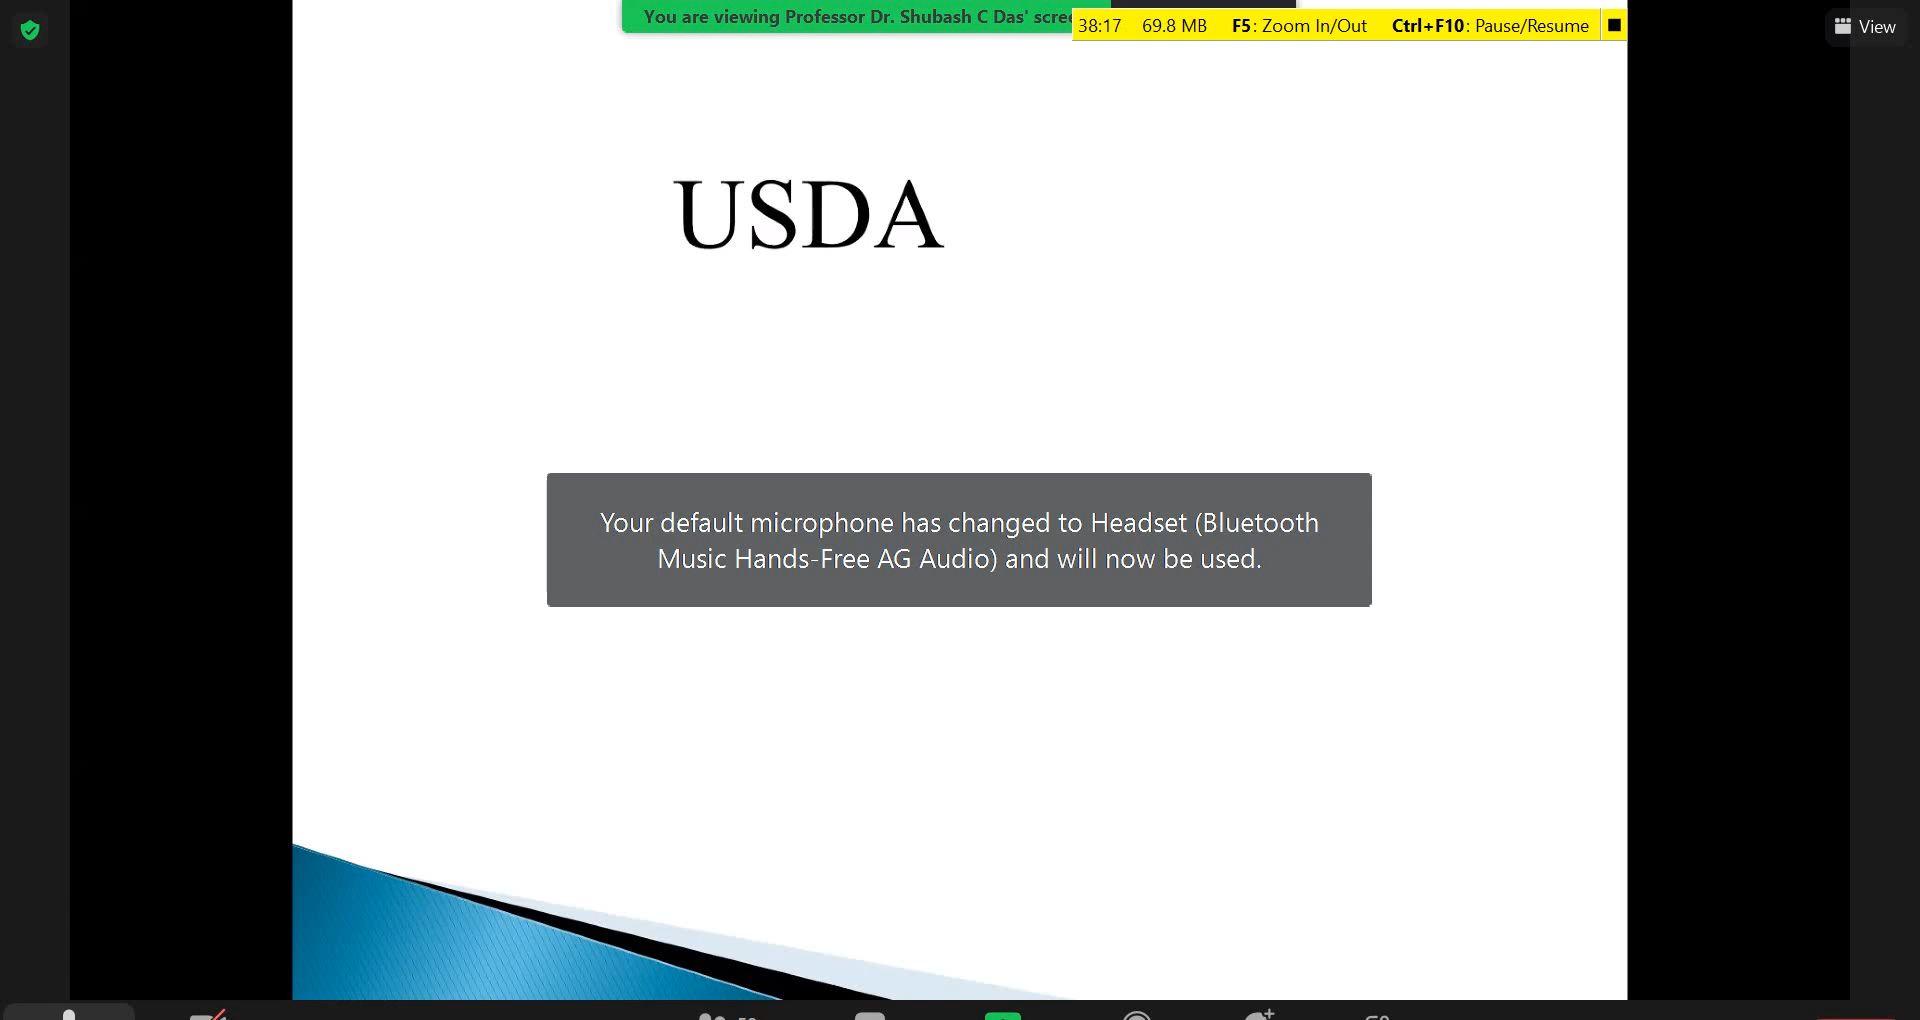 You are viewing Professor Dr. Shubash C Das' scree
38:17 69.8 MB F5: Zoom In/Out Ctrl+F10: Pause/Resume
View
USDA
Your default microphone has changed to Headset (Bluetooth
Music Hands-Free AG Audio) and will now be used.